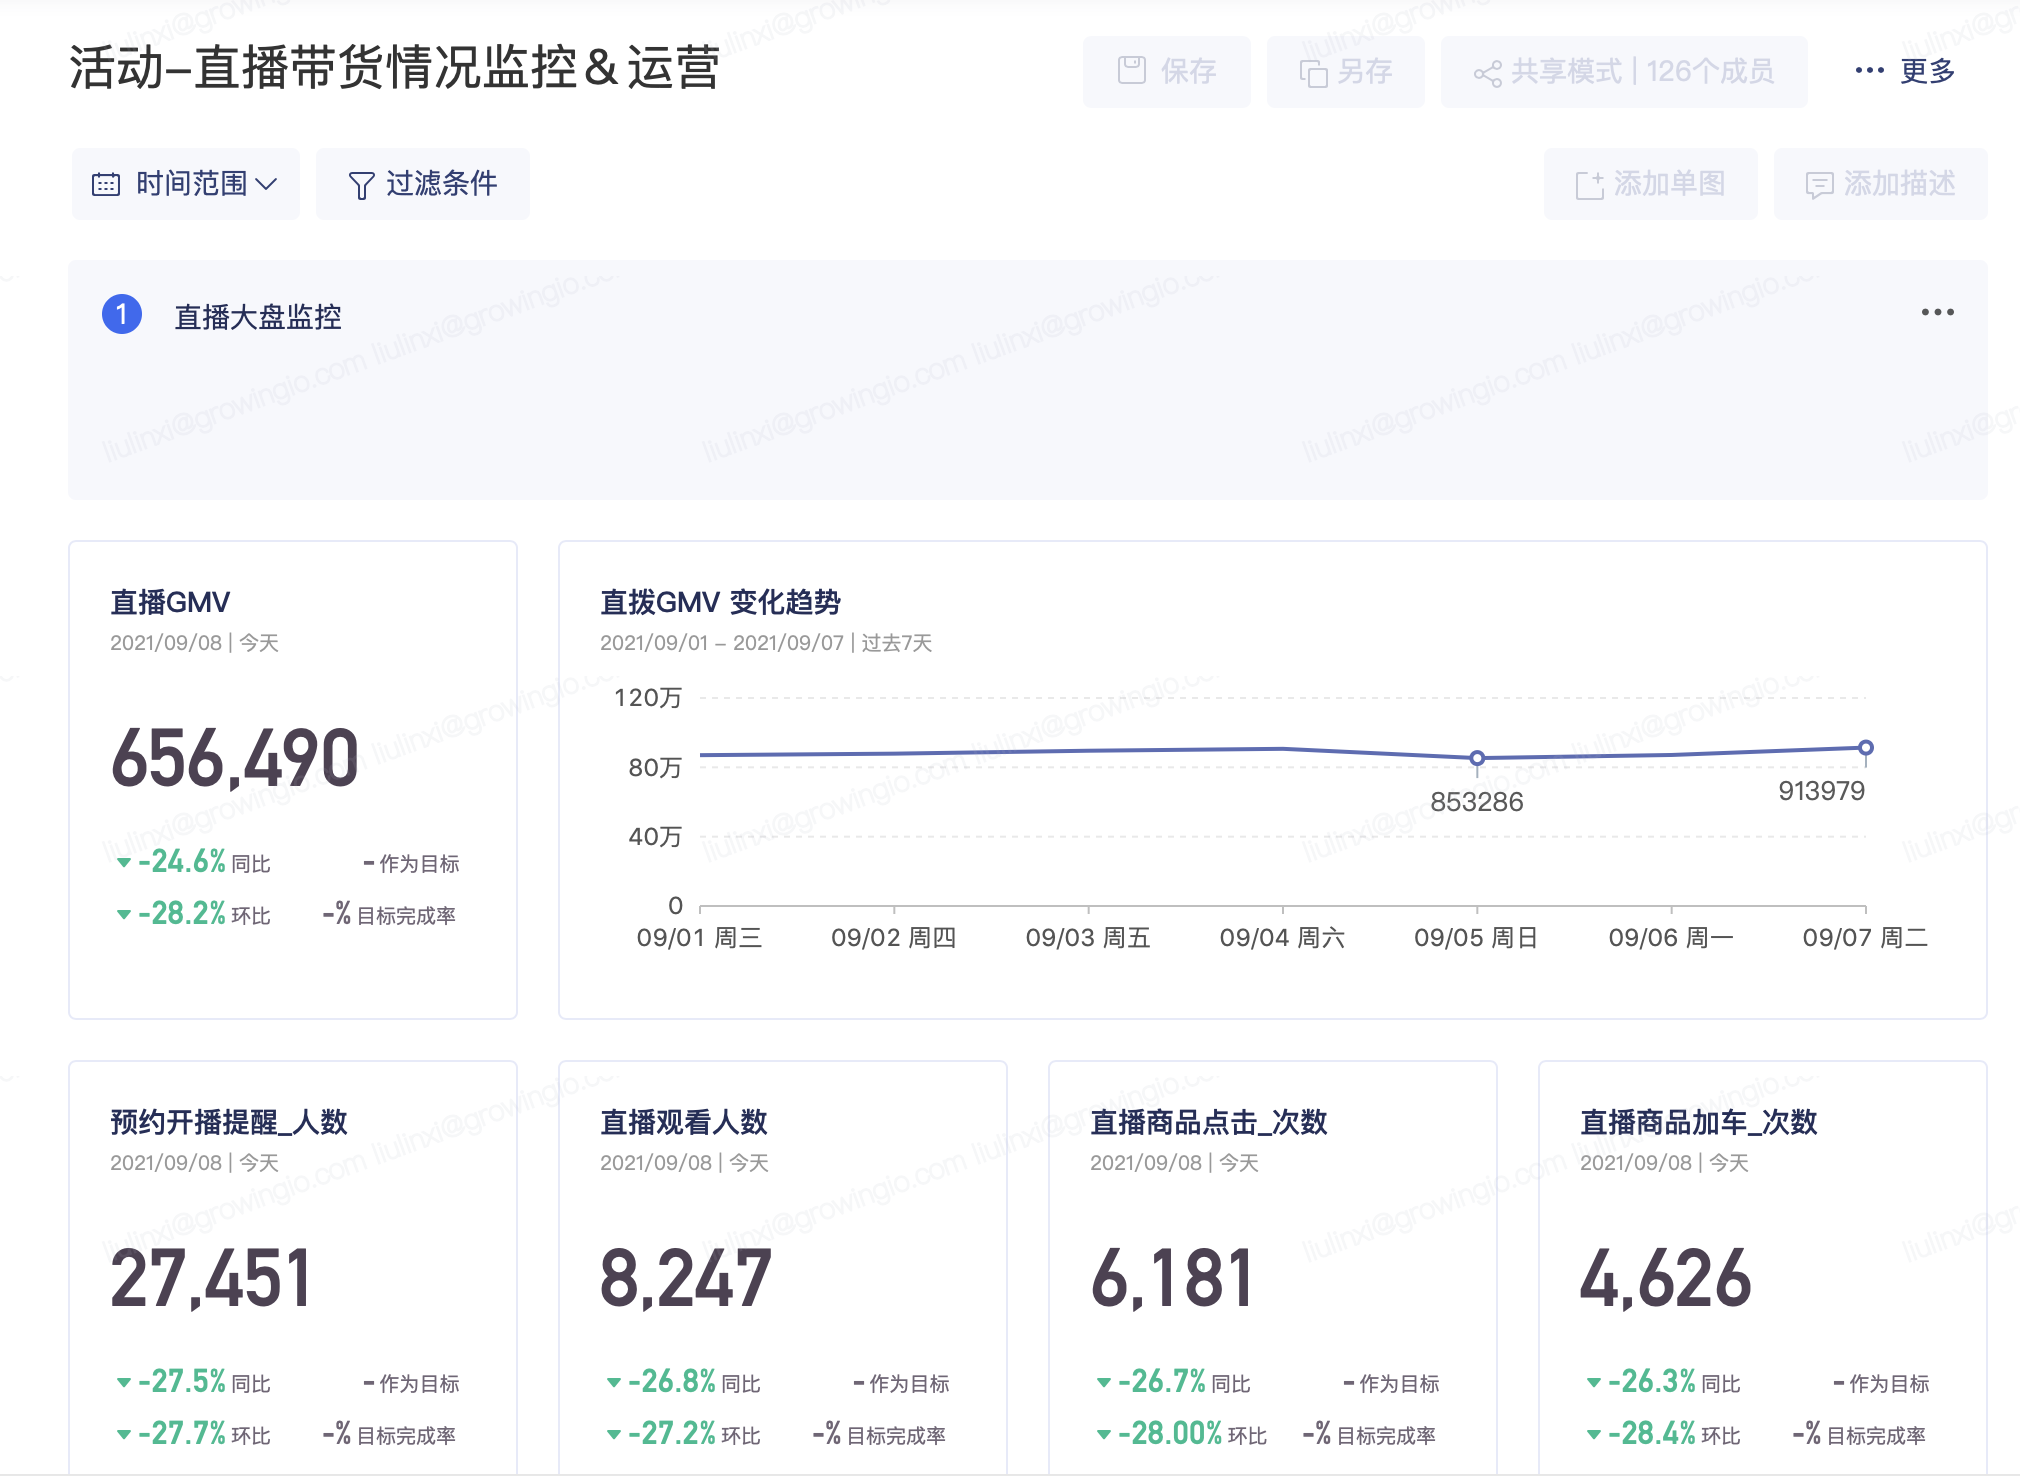 活动–直播带货情况监控&运营
保存
另存
共享模式 | 126个成员
更多
时间范围
过滤条件
添加单图
添加描述
1 直播大盘监控
直播GMV
2021/09/08 | 今天
656,490
-24.6% 同比
- 作为目标
-28.2% 环比
-% 目标完成率
直拨GMV 变化趋势
2021/09/01 – 2021/09/07 | 过去7天
120万
80万
40万
0
853286
913979
09/01 周三
09/02 周四
09/03 周五
09/04 周六
09/05 周日
09/06 周一
09/07 周二
预约开播提醒_人数
2021/09/08 | 今天
27,451
-27.5% 同比
- 作为目标
-27.7% 环比
-% 目标完成率
直播观看人数
2021/09/08 | 今天
8,247
-26.8% 同比
- 作为目标
-27.2% 环比
-% 目标完成率
直播商品点击_次数
2021/09/08 | 今天
6,181
-26.7% 同比
- 作为目标
-28.00% 环比
-% 目标完成率
直播商品加车_次数
2021/09/08 | 今天
4,626
-26.3% 同比
- 作为目标
-28.4% 环比
-% 目标完成率
liulinxi@growingio.com